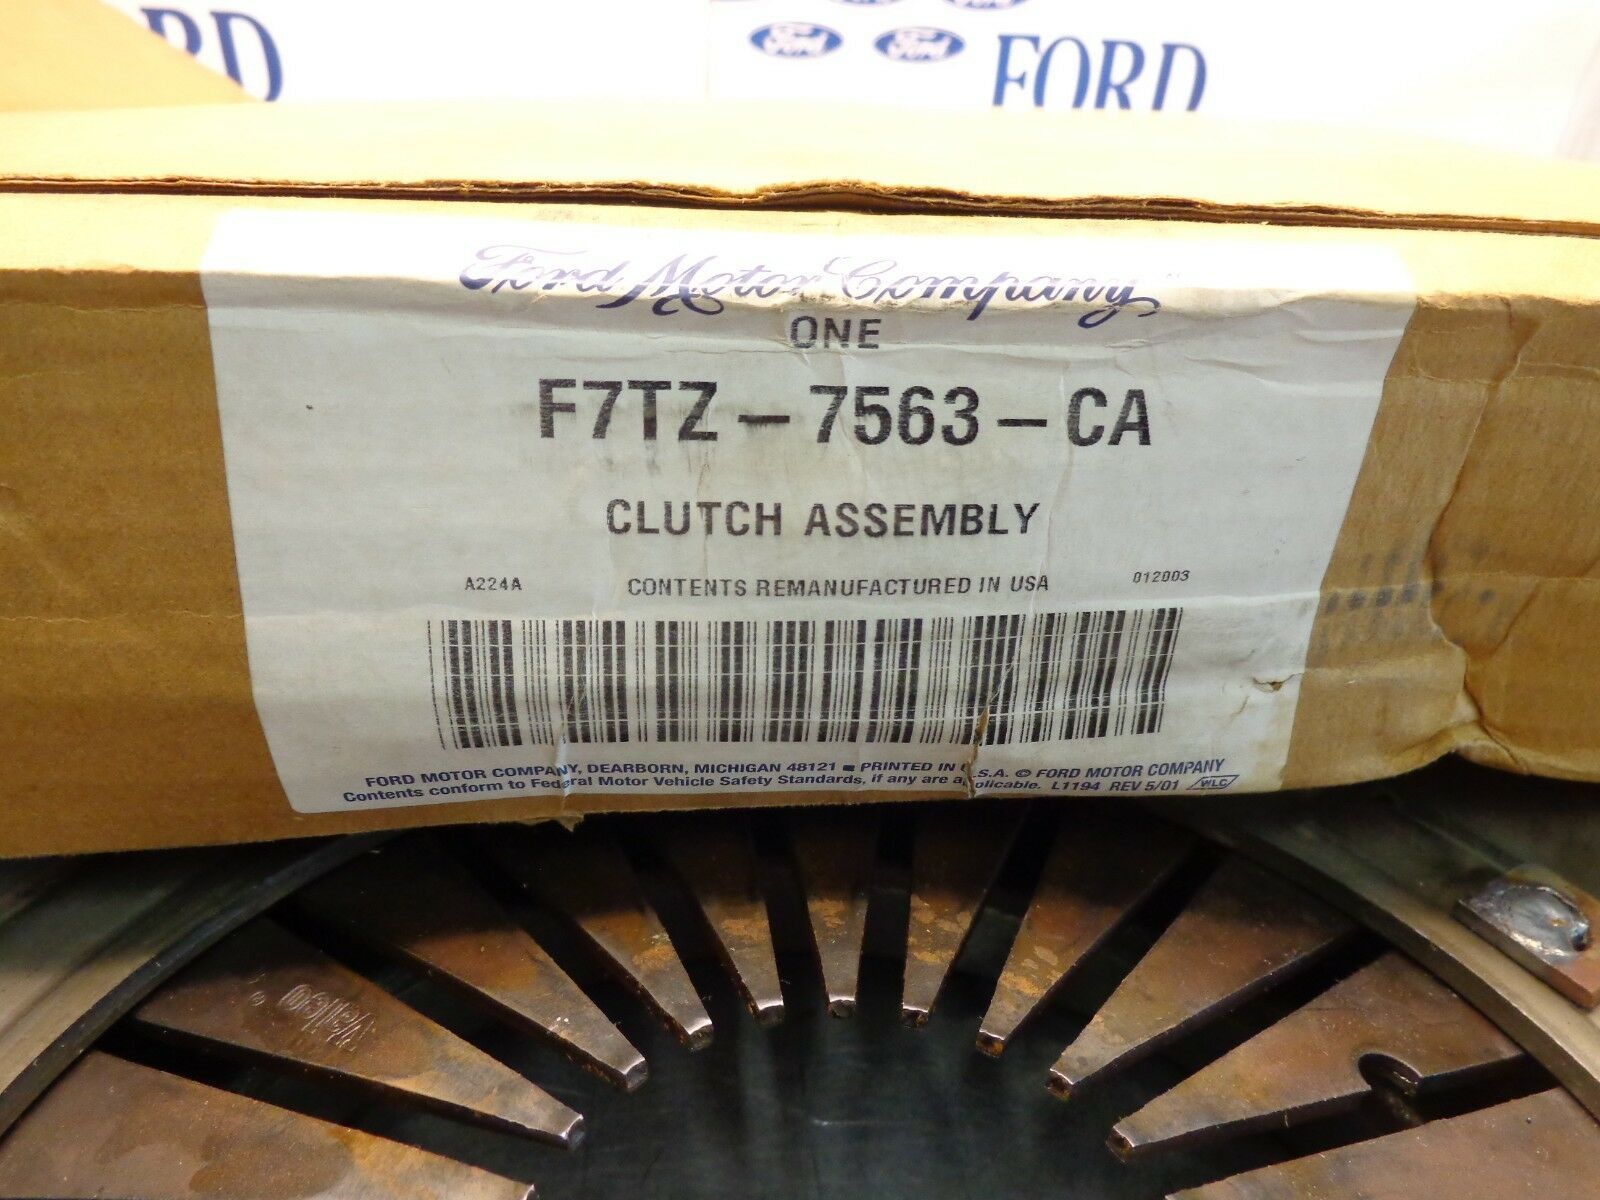 Ford
Ford
FORD
Ford Motor Company
ONE
F7TZ-7563-CA
CLUTCH ASSEMBLY
A224A CONTENTS REMANUFACTURED IN USA 012003
FORD MOTOR COMPANY, DEARBORN, MICHIGAN 48121 ■ PRINTED IN U.S.A. © FORD MOTOR COMPANY
Contents conform to Federal Motor Vehicle Safety Standards, if any are applicable. L1194 REV 5/01 WLC
Valeo ®